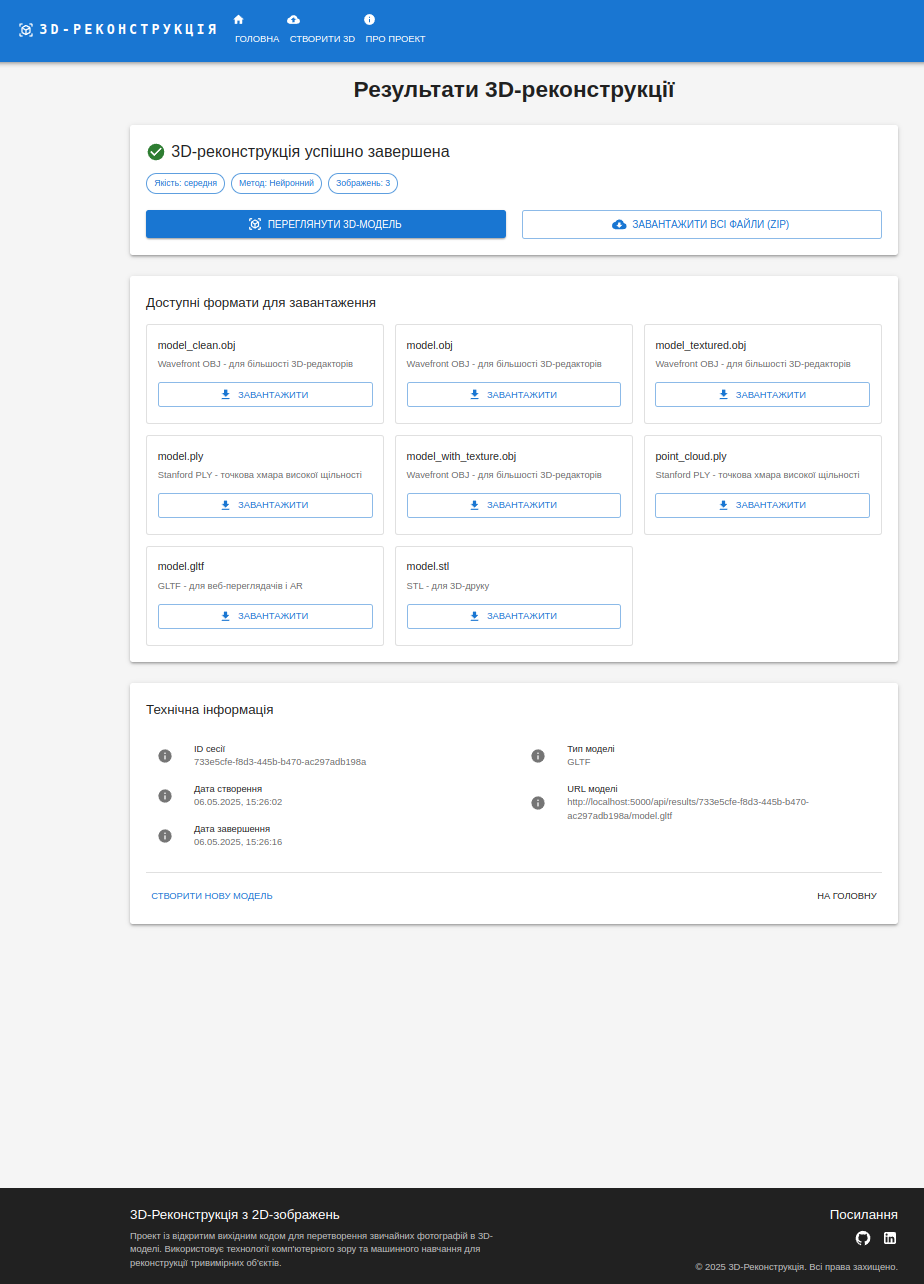 3D-РЕКОНСТРУКЦІЯ
ГОЛОВНА
СТВОРИТИ 3D
ПРО ПРОЕКТ
Результати 3D-реконструкції
3D-реконструкція успішно завершена
Якість: середня
Метод: Нейронний
Зображень: 3
ПЕРЕГЛЯНУТИ 3D-МОДЕЛЬ
ЗАВАНТАЖИТИ ВСІ ФАЙЛИ (ZIP)
Доступні формати для завантаження
model_clean.obj
Wavefront OBJ - для більшості 3D-редакторів
ЗАВАНТАЖИТИ
model.obj
Wavefront OBJ - для більшості 3D-редакторів
ЗАВАНТАЖИТИ
model_textured.obj
Wavefront OBJ - для більшості 3D-редакторів
ЗАВАНТАЖИТИ
model.ply
Stanford PLY - точкова хмара високої щільності
ЗАВАНТАЖИТИ
model_with_texture.obj
Wavefront OBJ - для більшості 3D-редакторів
ЗАВАНТАЖИТИ
point_cloud.ply
Stanford PLY - точкова хмара високої щільності
ЗАВАНТАЖИТИ
model.gltf
GLTF - для веб-переглядачів і AR
ЗАВАНТАЖИТИ
model.stl
STL - для 3D-друку
ЗАВАНТАЖИТИ
Технічна інформація
ID сесії
733e5cfe-f8d3-445b-b470-ac297adb198a
Дата створення
06.05.2025, 15:26:02
Дата завершення
06.05.2025, 15:26:16
Тип моделі
GLTF
URL моделі
http://localhost:5000/api/results/733e5cfe-f8d3-445b-b470-
ac297adb198a/model.gltf
СТВОРИТИ НОВУ МОДЕЛЬ
НА ГОЛОВНУ
3D-Реконструкція з 2D-зображень
Проект із відкритим вихідним кодом для перетворення звичайних фотографій в 3D-
моделі. Використовує технології комп'ютерного зору та машинного навчання для
реконструкції тривимірних об'єктів.
Посилання
© 2025 3D-Реконструкція. Всі права захищено.